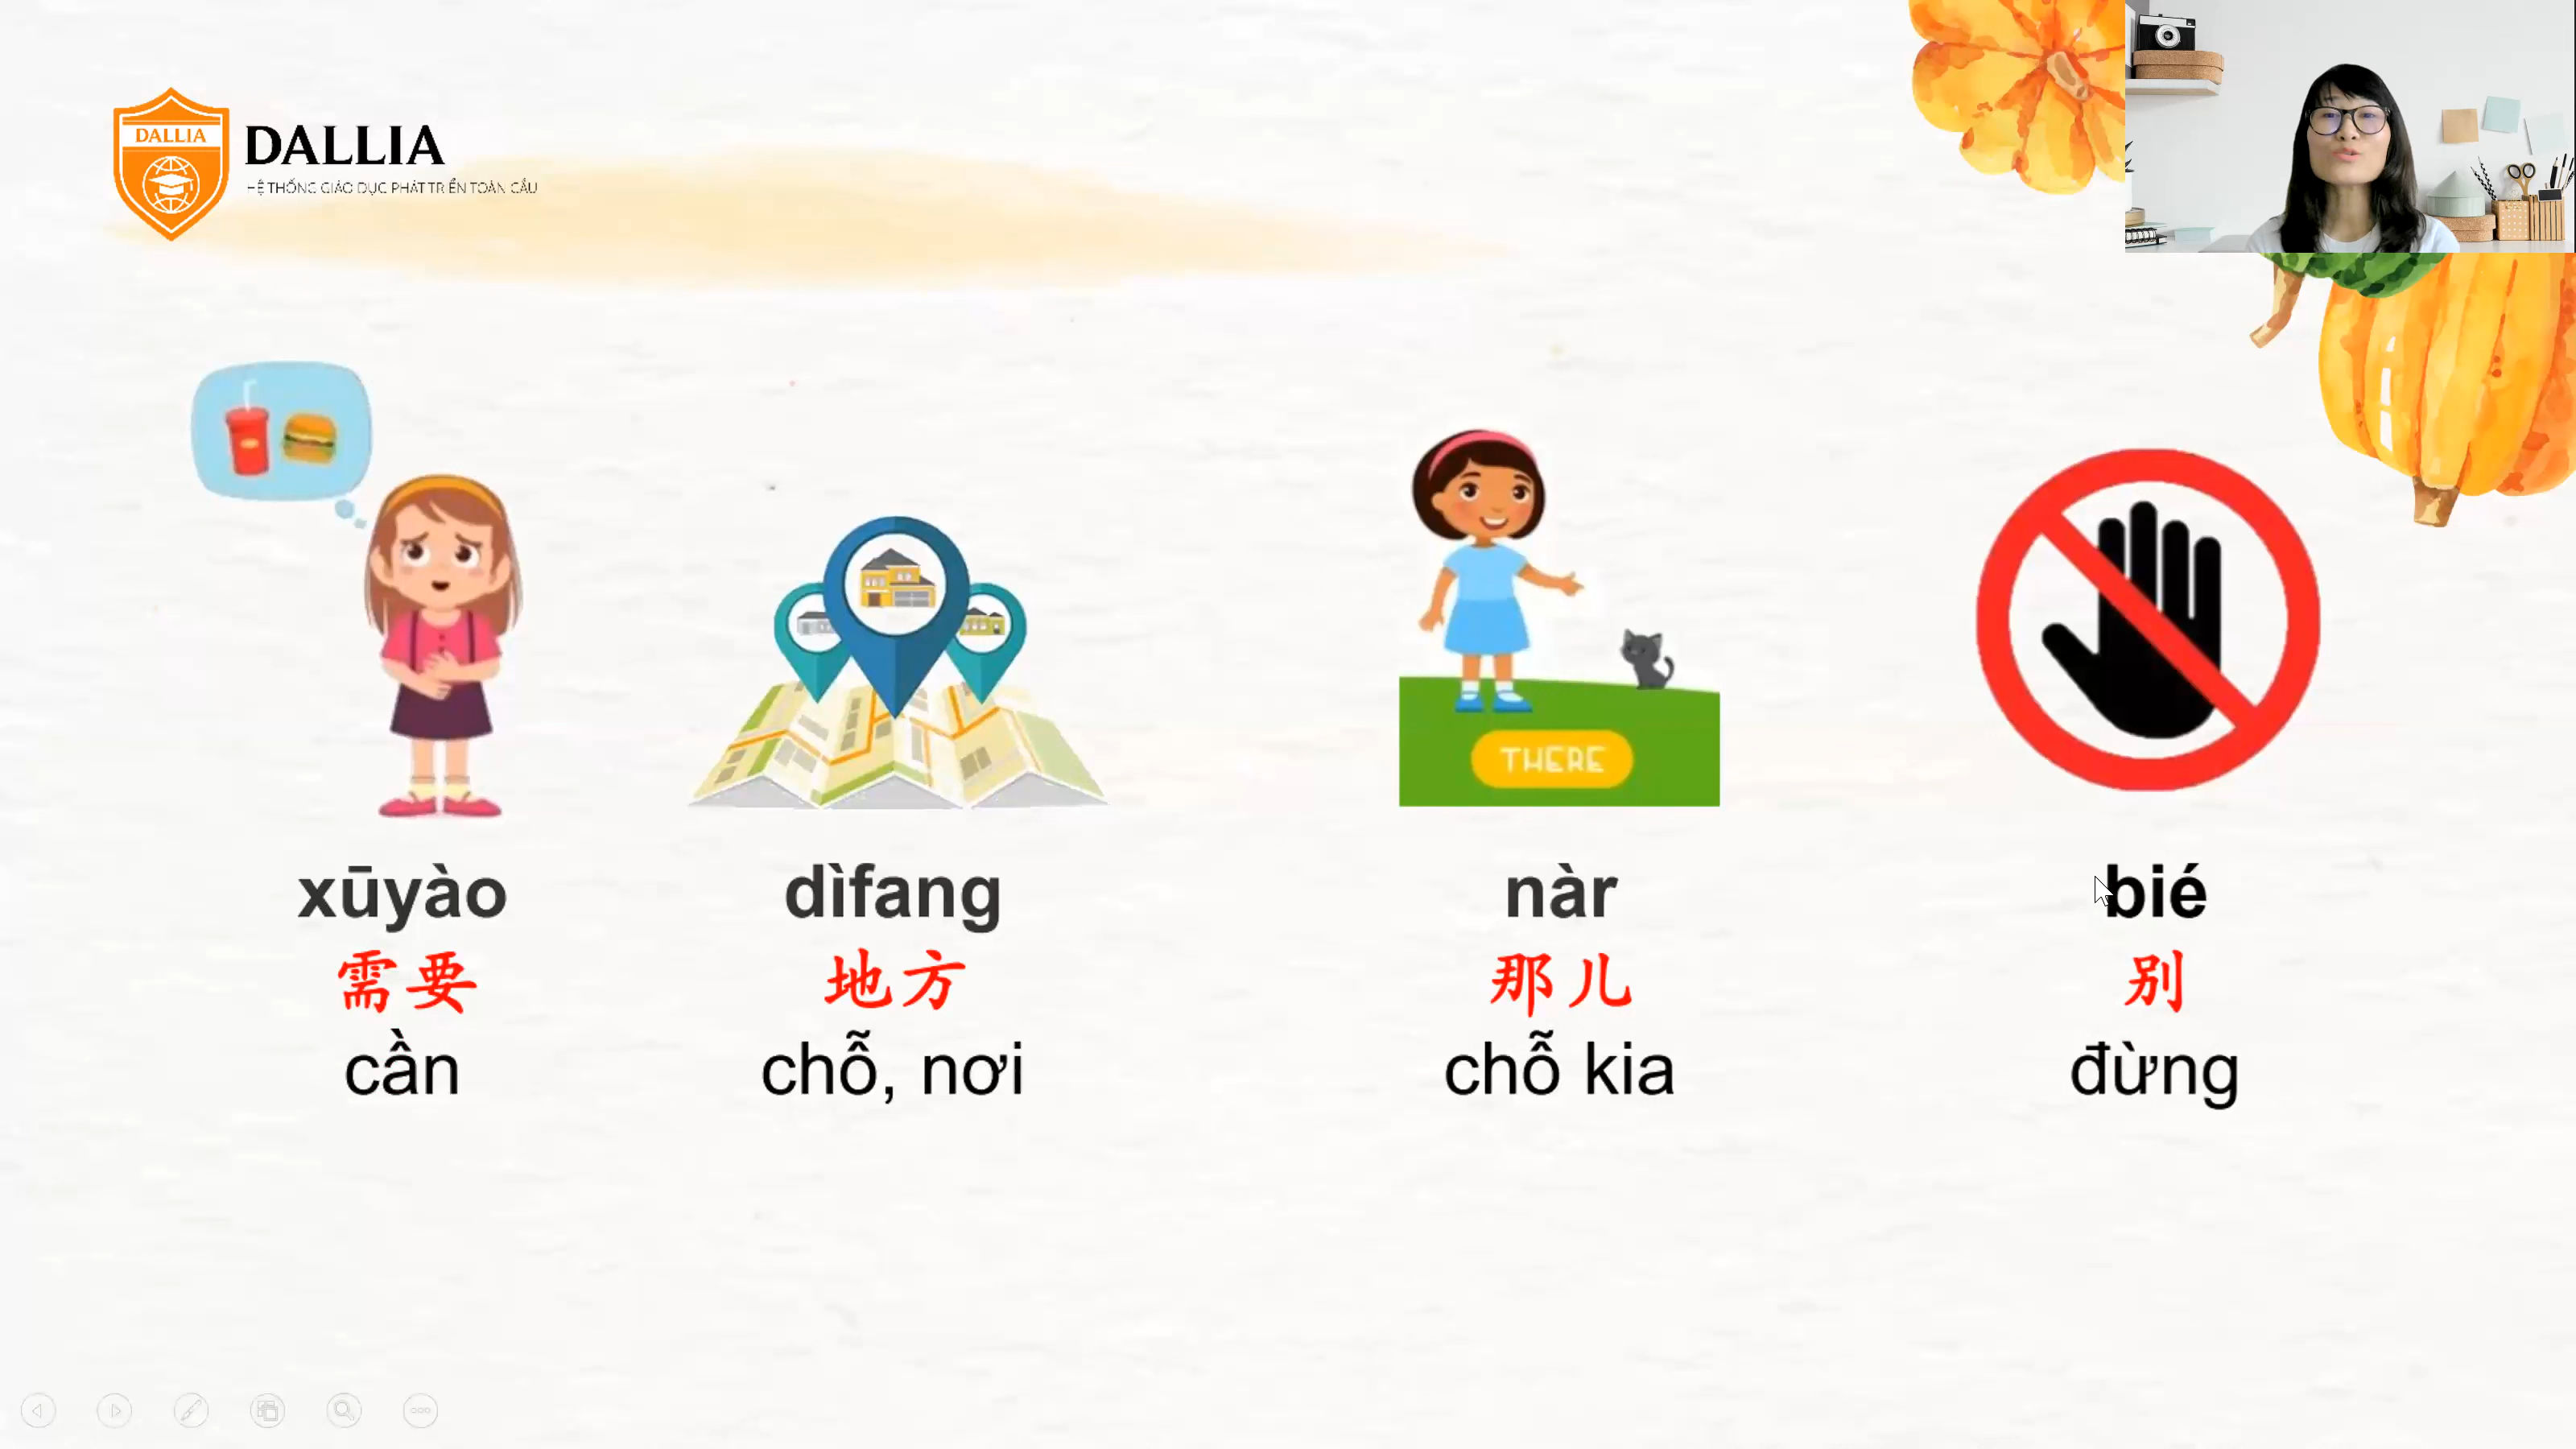 DALLIA
DALLIA
HỆ THỐNG GIÁO DỤC PHÁT TRIỂN TOÀN CẦU
THERE
xūyào
需要
cần
dìfang
地方
chỗ, nơi
nàr
那儿
chỗ kia
bié
别
đừng